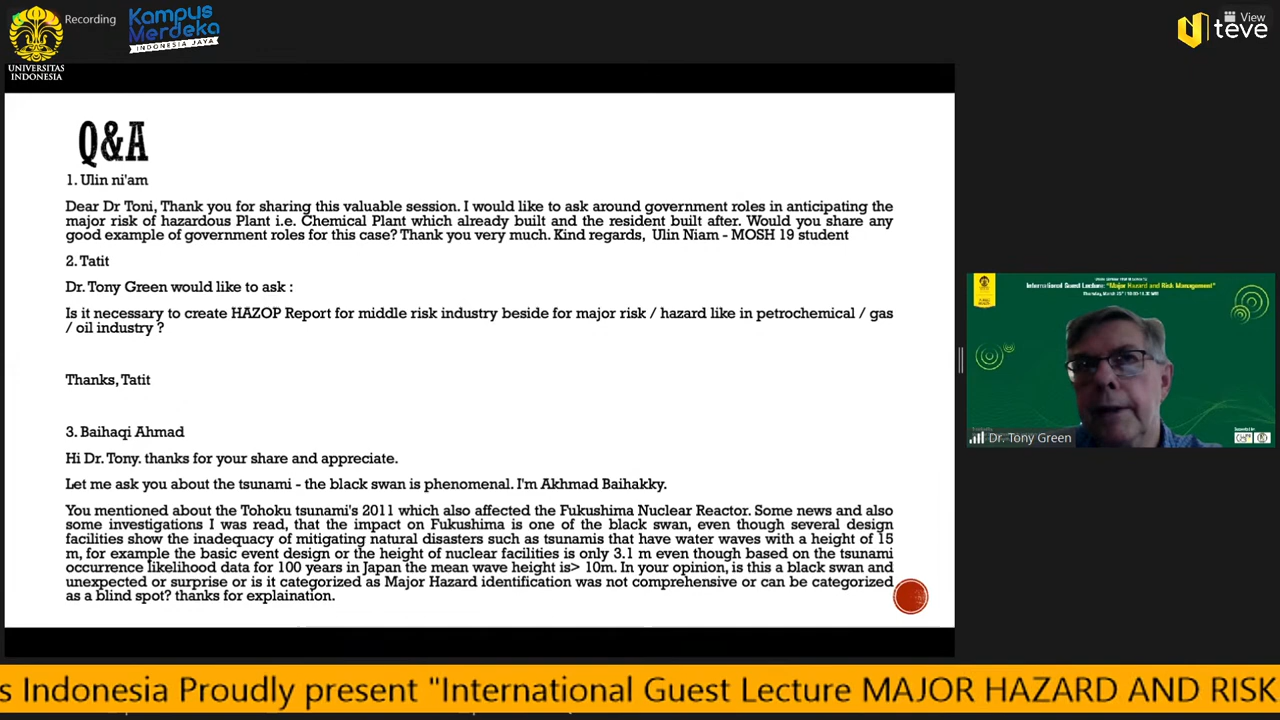 Recording
Kampus
Merdeka
INDONESIA JAYA
UNIVERSITAS
INDONESIA
View
teve
Q&A
1. Ulin ni'am
Dear Dr Toni, Thank you for sharing this valuable session. I would like to ask around government roles in anticipating the
major risk of hazardous Plant i.e. Chemical Plant which already built and the resident built after. Would you share any
good example of government roles for this case? Thank you very much. Kind regards, Ulin Niam - MOSH 19 student
2. Tatit
Dr. Tony Green would like to ask :
Is it necessary to create HAZOP Report for middle risk industry beside for major risk / hazard like in petrochemical / gas
/ oil industry ?
Thanks, Tatit
3. Baihaqi Ahmad
Hi Dr. Tony. thanks for your share and appreciate.
Let me ask you about the tsunami - the black swan is phenomenal. I'm Akhmad Baihakky.
You mentioned about the Tohoku tsunami's 2011 which also affected the Fukushima Nuclear Reactor. Some news and also
some investigations I was read, that the impact on Fukushima is one of the black swan, even though several design
facilities show the inadequacy of mitigating natural disasters such as tsunamis that have water waves with a height of 15
m, for example the basic event design or the height of nuclear facilities is only 3.1 m even though based on the tsunami
occurrence likelihood data for 100 years in Japan the mean wave height is> 10m. In your opinion, is this a black swan and
unexpected or surprise or is it categorized as Major Hazard identification was not comprehensive or can be categorized
as a blind spot? thanks for explaination.
International Guest Lecture: "Major Hazard and Risk Management"
Dr. Tony Green
s Indonesia Proudly present "International Guest Lecture MAJOR HAZARD AND RISK